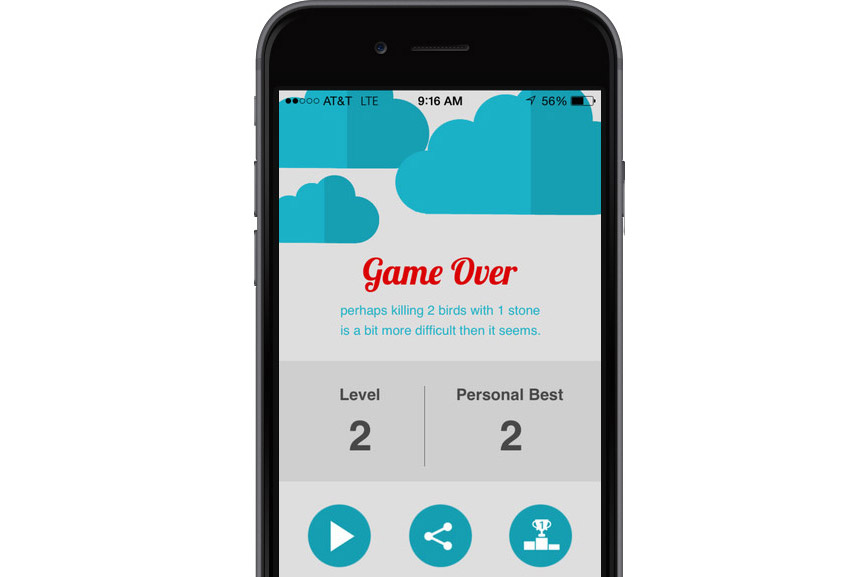 AT&T LTE 9:16 AM 56%
Game Over
perhaps killing 2 birds with 1 stone
is a bit more difficult then it seems.
Level Personal Best
2 2
1